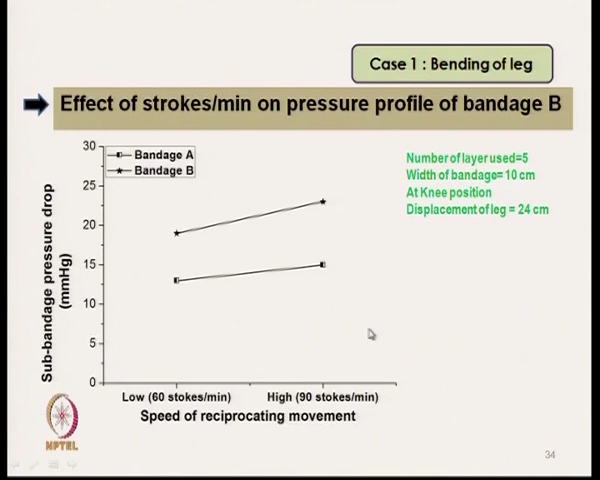 Case 1 : Bending of leg
Effect of strokes/min on pressure profile of bandage B
Number of layer used=5
Width of bandage= 10 cm
At Knee position
Displacement of leg = 24 cm
Bandage A
Bandage B
30
25
20
15
10
5
0
Sub-bandage pressure drop
(mmHg)
Low (60 stokes/min)
High (90 stokes/min)
Speed of reciprocating movement
NPTEL
34